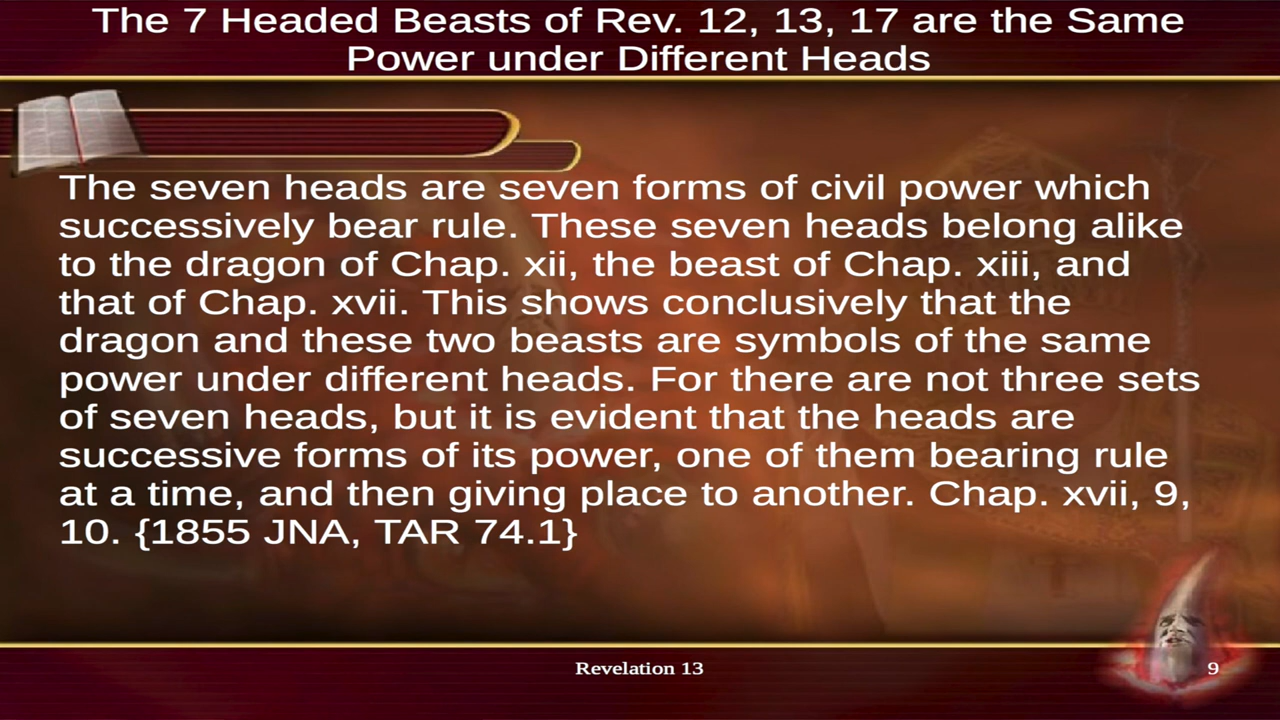 The 7 Headed Beasts of Rev. 12, 13, 17 are the Same
Power under Different Heads
The seven heads are seven forms of civil power which
successively bear rule. These seven heads belong alike
to the dragon of Chap. xii, the beast of Chap. xiii, and
that of Chap. xvii. This shows conclusively that the
dragon and these two beasts are symbols of the same
power under different heads. For there are not three sets
of seven heads, but it is evident that the heads are
successive forms of its power, one of them bearing rule
at a time, and then giving place to another. Chap. xvii, 9,
10. {1855 JNA, TAR 74.1}
Revelation 13
9